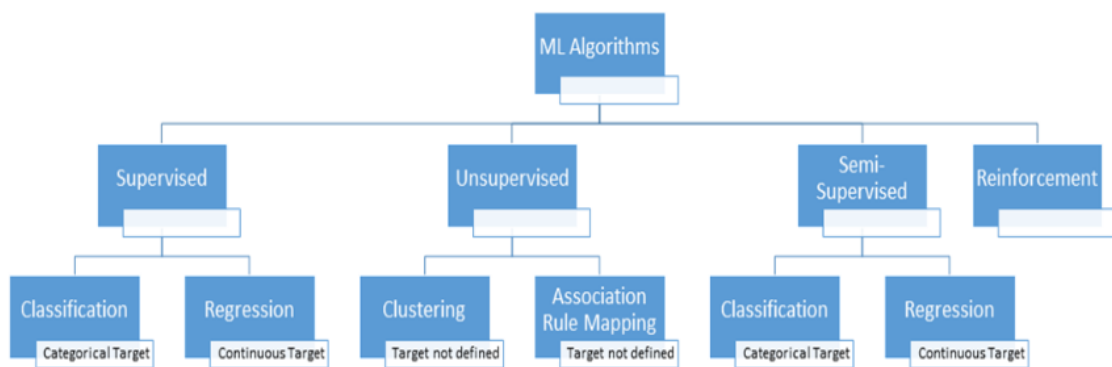 ML Algorithms
Supervised
Unsupervised
Semi-
Supervised
Reinforcement
Classification
Categorical Target
Regression
Continuous Target
Clustering
Target not defined
Association
Rule Mapping
Target not defined
Classification
Categorical Target
Regression
Continuous Target